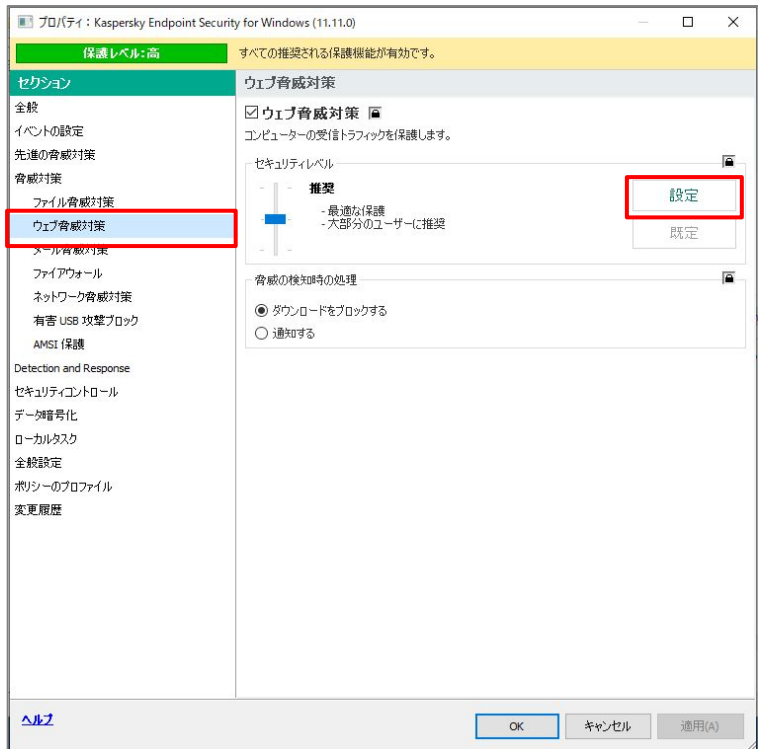 プロパティ：Kaspersky Endpoint Security for Windows (11.11.0)
保護レベル：高
すべての推奨される保護機能が有効です。
セクション
全般
イベントの設定
先進の脅威対策
脅威対策
ファイル脅威対策
ウェブ脅威対策
メール脅威対策
ファイアウォール
ネットワーク脅威対策
有害 USB 攻撃ブロック
AMSI 保護
Detection and Response
セキュリティコントロール
データ暗号化
ローカルタスク
全般設定
ポリシーのプロファイル
変更履歴
ウェブ脅威対策
ウェブ脅威対策
コンピューターの受信トラフィックを保護します。
セキュリティレベル
推奨
- 最適な保護
- 大部分のユーザーに推奨
設定
既定
脅威の検知時の処理
ダウンロードをブロックする
通知する
ヘルプ
OK
キャンセル
適用(A)